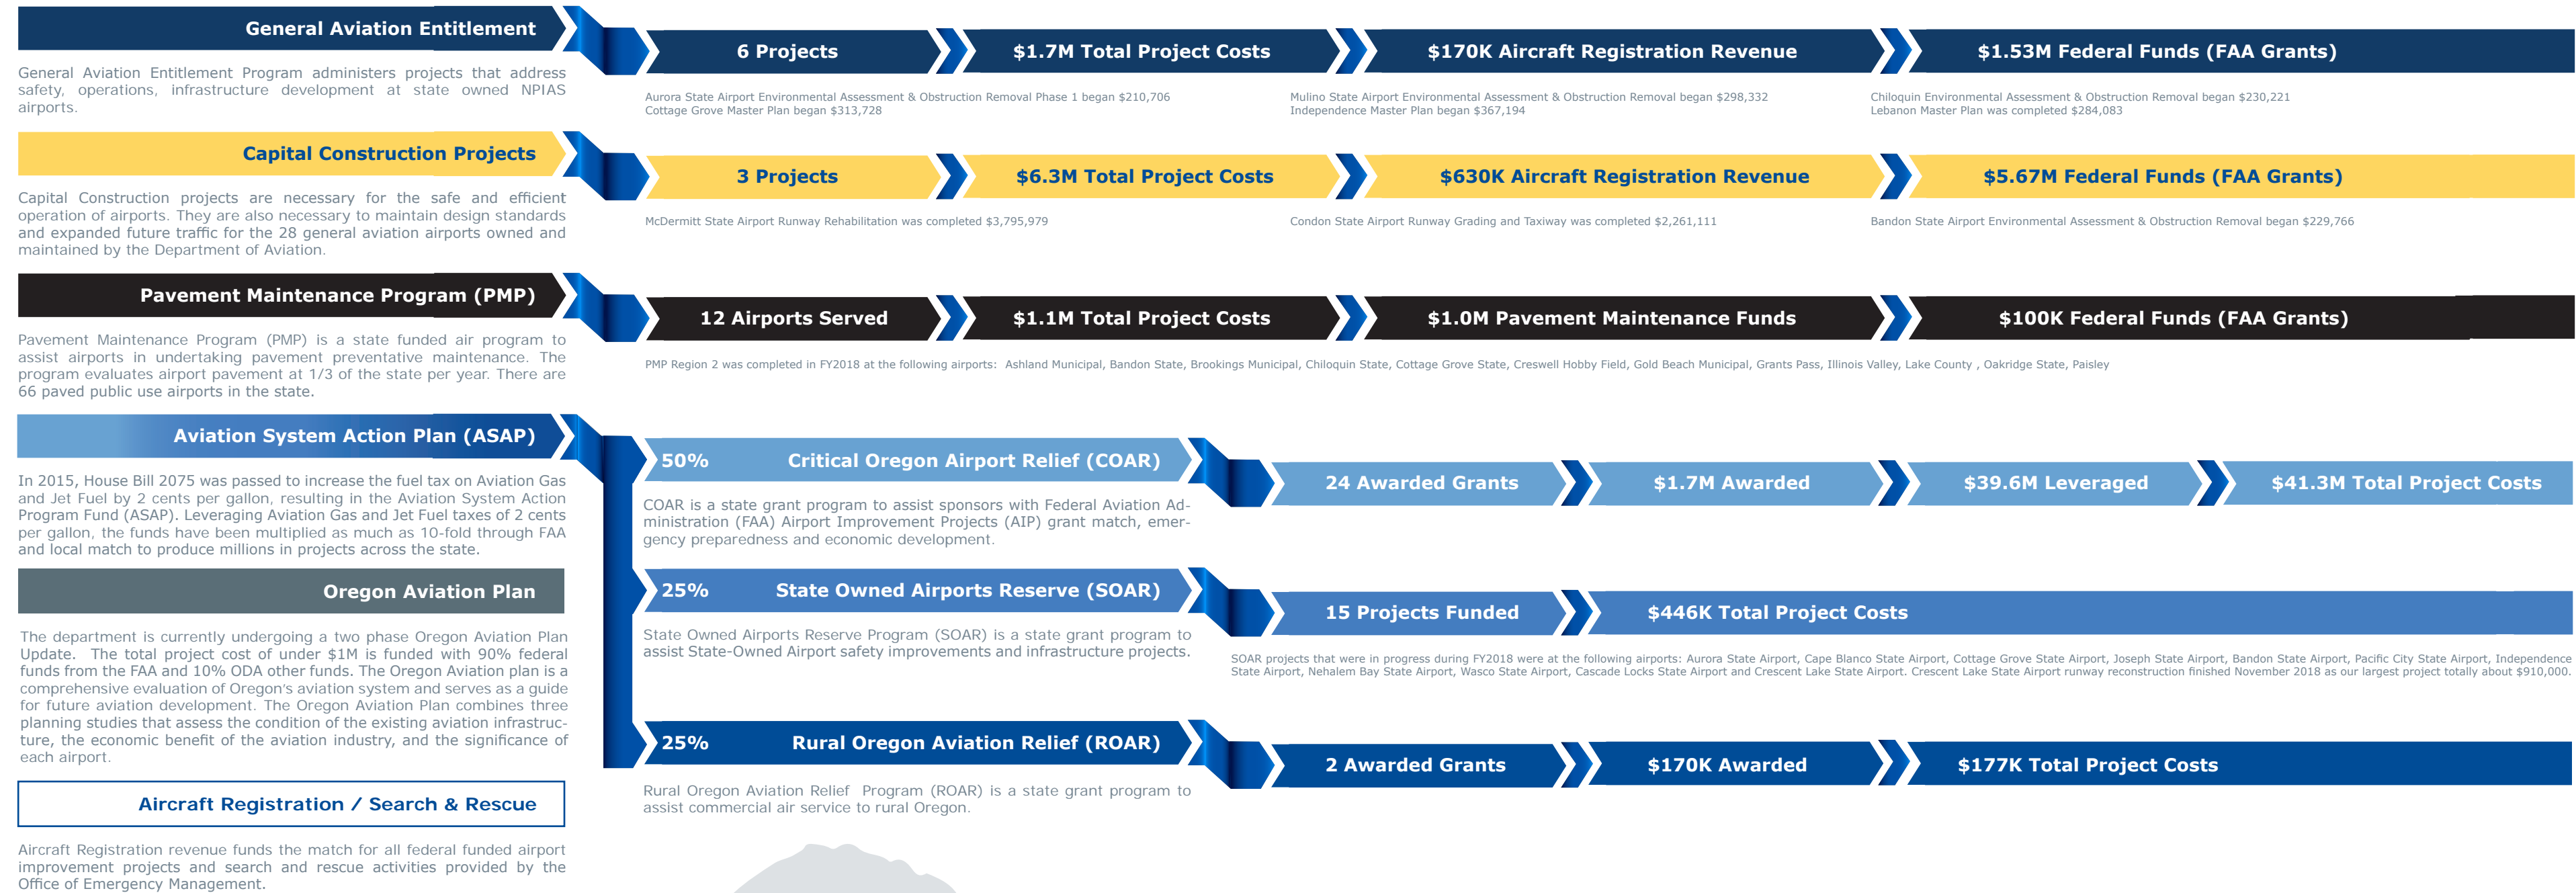 General Aviation Entitlement
General Aviation Entitlement Program administers projects that address
safety, operations, infrastructure development at state owned NPIAS
airports.
6 Projects
$1.7M Total Project Costs
$170K Aircraft Registration Revenue
$1.53M Federal Funds (FAA Grants)
Aurora State Airport Environmental Assessment & Obstruction Removal Phase 1 began $210,706
Cottage Grove Master Plan began $313,728
Mulino State Airport Environmental Assessment & Obstruction Removal began $298,332
Independence Master Plan began $367,194
Chiloquin Environmental Assessment & Obstruction Removal began $230,221
Lebanon Master Plan was completed $284,083
Capital Construction Projects
Capital Construction projects are necessary for the safe and efficient
operation of airports. They are also necessary to maintain design standards
and expanded future traffic for the 28 general aviation airports owned and
maintained by the Department of Aviation.
3 Projects
$6.3M Total Project Costs
$630K Aircraft Registration Revenue
$5.67M Federal Funds (FAA Grants)
McDermitt State Airport Runway Rehabilitation was completed $3,795,979
Condon State Airport Runway Grading and Taxiway was completed $2,261,111
Bandon State Airport Environmental Assessment & Obstruction Removal began $229,766
Pavement Maintenance Program (PMP)
Pavement Maintenance Program (PMP) is a state funded air program to
assist airports in undertaking pavement preventative maintenance. The
program evaluates airport pavement at 1/3 of the state per year. There are
66 paved public use airports in the state.
12 Airports Served
$1.1M Total Project Costs
$1.0M Pavement Maintenance Funds
$100K Federal Funds (FAA Grants)
PMP Region 2 was completed in FY2018 at the following airports:  Ashland Municipal, Bandon State, Brookings Municipal, Chiloquin State, Cottage Grove State, Creswell Hobby Field, Gold Beach Municipal, Grants Pass, Illinois Valley, Lake County , Oakridge State, Paisley
Aviation System Action Plan (ASAP)
In 2015, House Bill 2075 was passed to increase the fuel tax on Aviation Gas
and Jet Fuel by 2 cents per gallon, resulting in the Aviation System Action
Program Fund (ASAP). Leveraging Aviation Gas and Jet Fuel taxes of 2 cents
per gallon, the funds have been multiplied as much as 10-fold through FAA
and local match to produce millions in projects across the state.
50% Critical Oregon Airport Relief (COAR)
COAR is a state grant program to assist sponsors with Federal Aviation Ad-
ministration (FAA) Airport Improvement Projects (AIP) grant match, emer-
gency preparedness and economic development.
24 Awarded Grants
$1.7M Awarded
$39.6M Leveraged
$41.3M Total Project Costs
25% State Owned Airports Reserve (SOAR)
State Owned Airports Reserve Program (SOAR) is a state grant program to
assist State-Owned Airport safety improvements and infrastructure projects.
15 Projects Funded
$446K Total Project Costs
SOAR projects that were in progress during FY2018 were at the following airports: Aurora State Airport, Cape Blanco State Airport, Cottage Grove State Airport, Joseph State Airport, Bandon State Airport, Pacific City State Airport, Independence
State Airport, Nehalem Bay State Airport, Wasco State Airport, Cascade Locks State Airport and Crescent Lake State Airport. Crescent Lake State Airport runway reconstruction finished November 2018 as our largest project totally about $910,000.
25% Rural Oregon Aviation Relief (ROAR)
Rural Oregon Aviation Relief  Program (ROAR) is a state grant program to
assist commercial air service to rural Oregon.
2 Awarded Grants
$170K Awarded
$177K Total Project Costs
Oregon Aviation Plan
The department is currently undergoing a two phase Oregon Aviation Plan
Update.  The total project cost of under $1M is funded with 90% federal
funds from the FAA and 10% ODA other funds. The Oregon Aviation plan is a
comprehensive evaluation of Oregon's aviation system and serves as a guide
for future aviation development. The Oregon Aviation Plan combines three
planning studies that assess the condition of the existing aviation infrastruc-
ture, the economic benefit of the aviation industry, and the significance of
each airport.
Aircraft Registration / Search & Rescue
Aircraft Registration revenue funds the match for all federal funded airport
improvement projects and search and rescue activities provided by the
Office of Emergency Management.